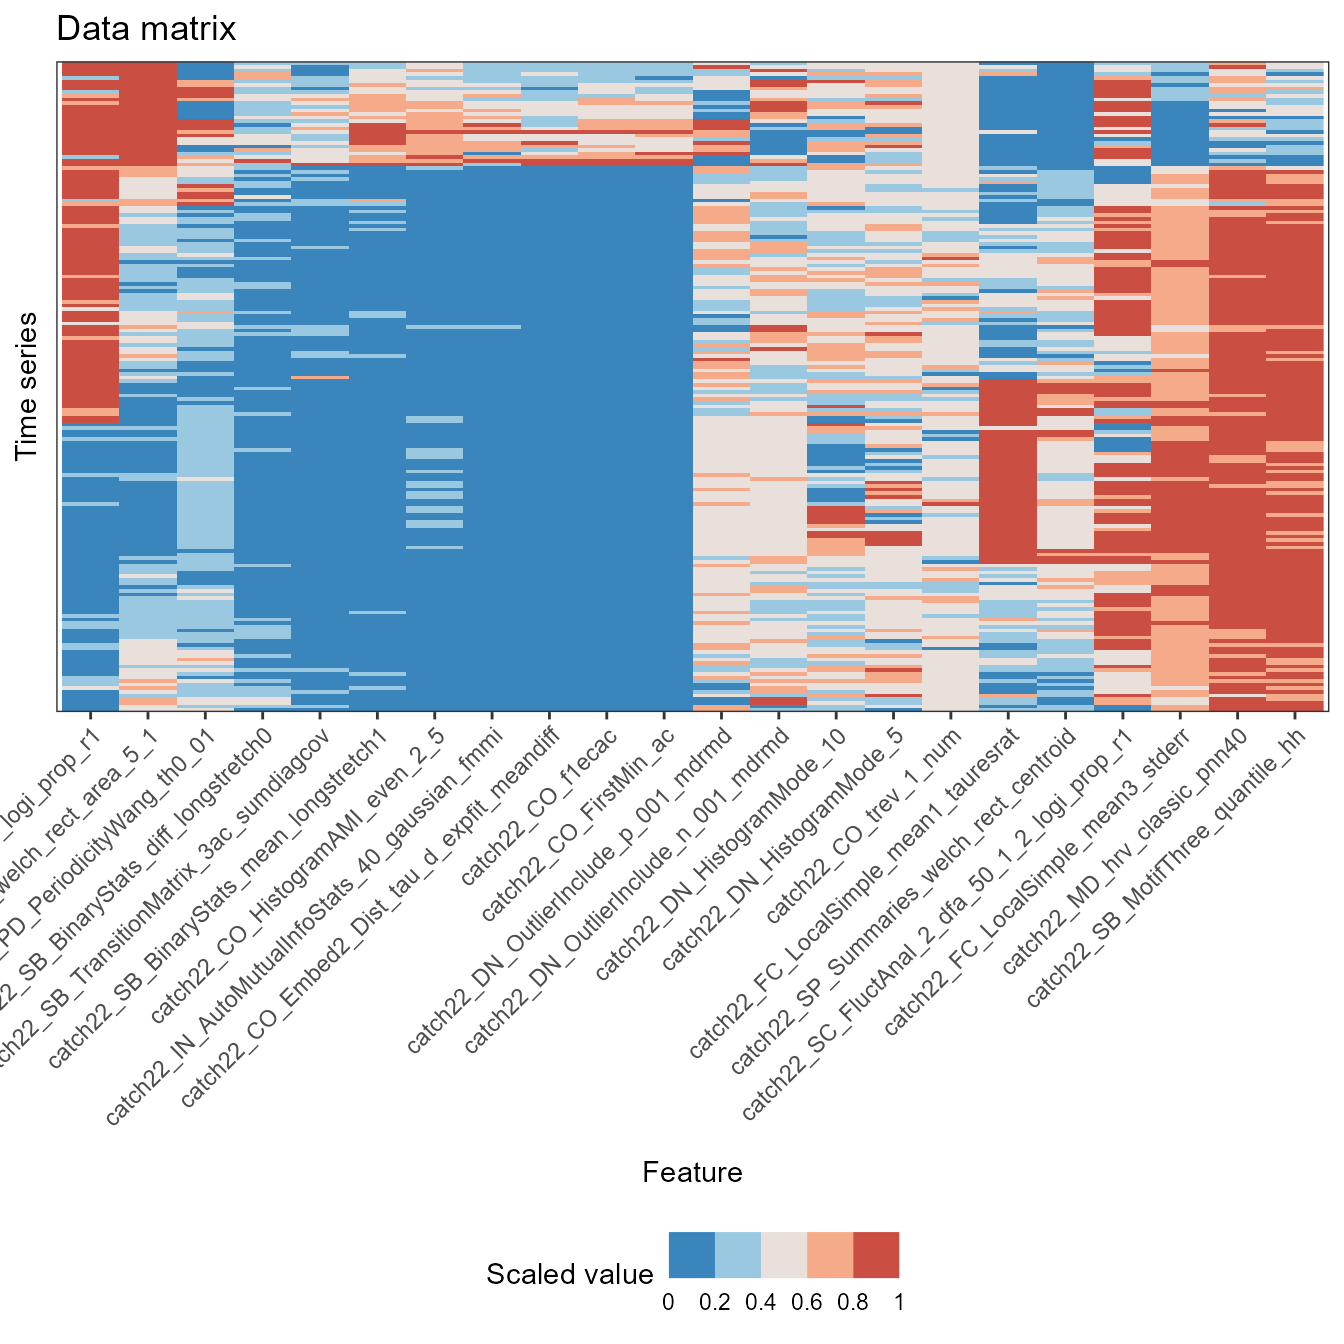 Data matrix
Time series
_logi_prop_r1
welch_rect_area_5_1
PD_PeriodicityWang_th0_01
22_SB_BinaryStats_diff_longstretch0
catch22_SB_TransitionMatrix_3ac_sumdiagcov
catch22_SB_BinaryStats_mean_longstretch1
catch22_CO_HistogramAMI_even_2_5
catch22_IN_AutoMutualInfoStats_40_gaussian_fmmi
catch22_CO_Embed2_Dist_tau_d_expfit_meandiff
catch22_CO_f1ecac
catch22_CO_FirstMin_ac
catch22_DN_OutlierInclude_p_001_mdrmd
catch22_DN_OutlierInclude_n_001_mdrmd
catch22_DN_HistogramMode_10
catch22_DN_HistogramMode_5
catch22_CO_trev_1_num
catch22_FC_LocalSimple_mean1_tauresrat
catch22_SP_Summaries_welch_rect_centroid
catch22_SC_FluctAnal_2_dfa_50_1_2_logi_prop_r1
catch22_FC_LocalSimple_mean3_stderr
catch22_MD_hrv_classic_pnn40
catch22_SB_MotifThree_quantile_hh
Feature
Scaled value
0 0.2 0.4 0.6 0.8 1